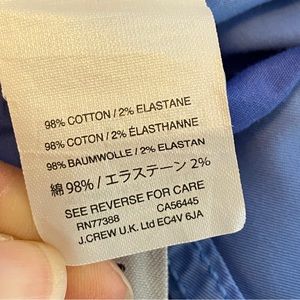 98% COTTON / 2% ELASTANE
98% COTON / 2% ÉLASTHANNE
98% BAUMWOLLE / 2% ELASTAN
綿 98% / エラステーン 2%
SEE REVERSE FOR CARE
RN77388 CA56445
J.CREW U.K. Ltd EC4V 6JA